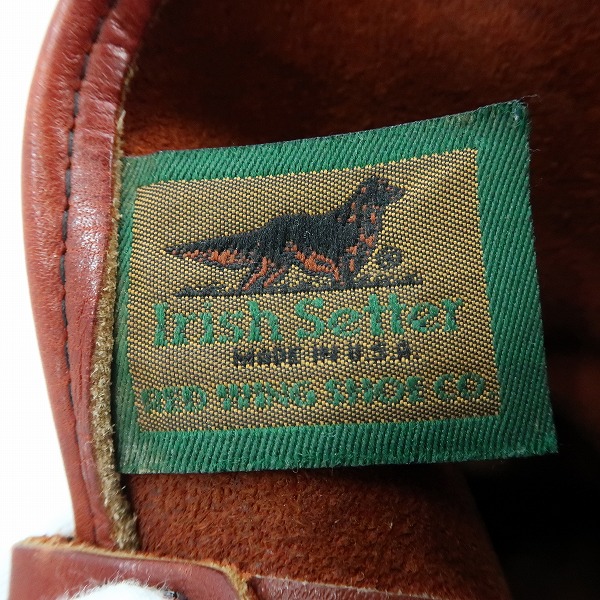 Irish Setter
MADE IN U.S.A.
RED WING SHOE CO